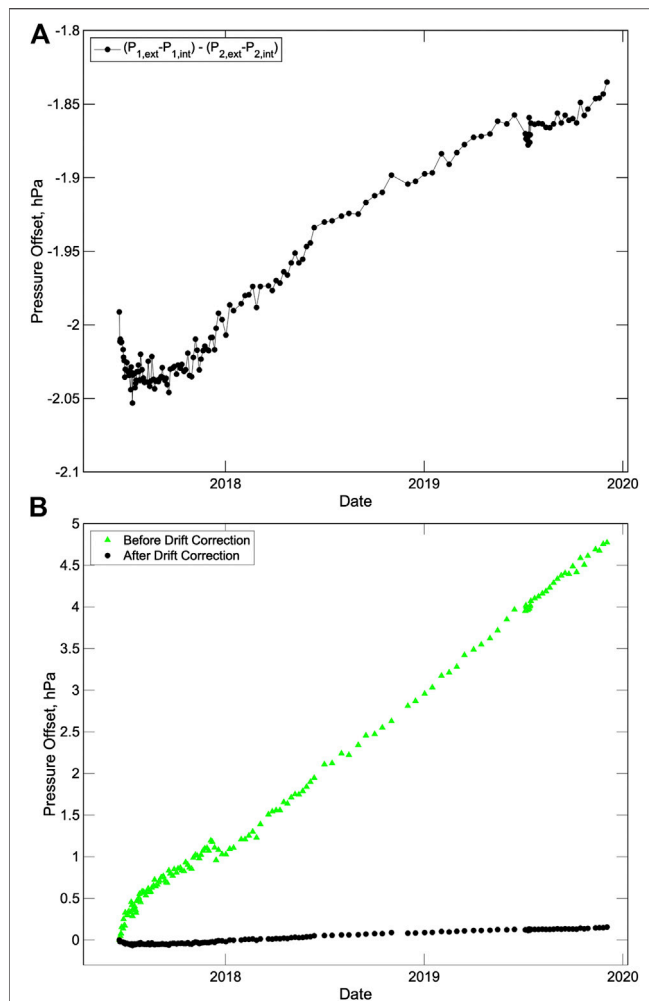 A
(P1,ext-P1,int) - (P2,ext-P2,int)
-1.8
-1.85
-1.9
-1.95
-2
-2.05
-2.1
Pressure Offset, hPa
2018
2019
2020
Date
B
Before Drift Correction
After Drift Correction
5
4.5
4
3.5
3
2.5
2
1.5
1
0.5
0
Pressure Offset, hPa
2018
2019
2020
Date